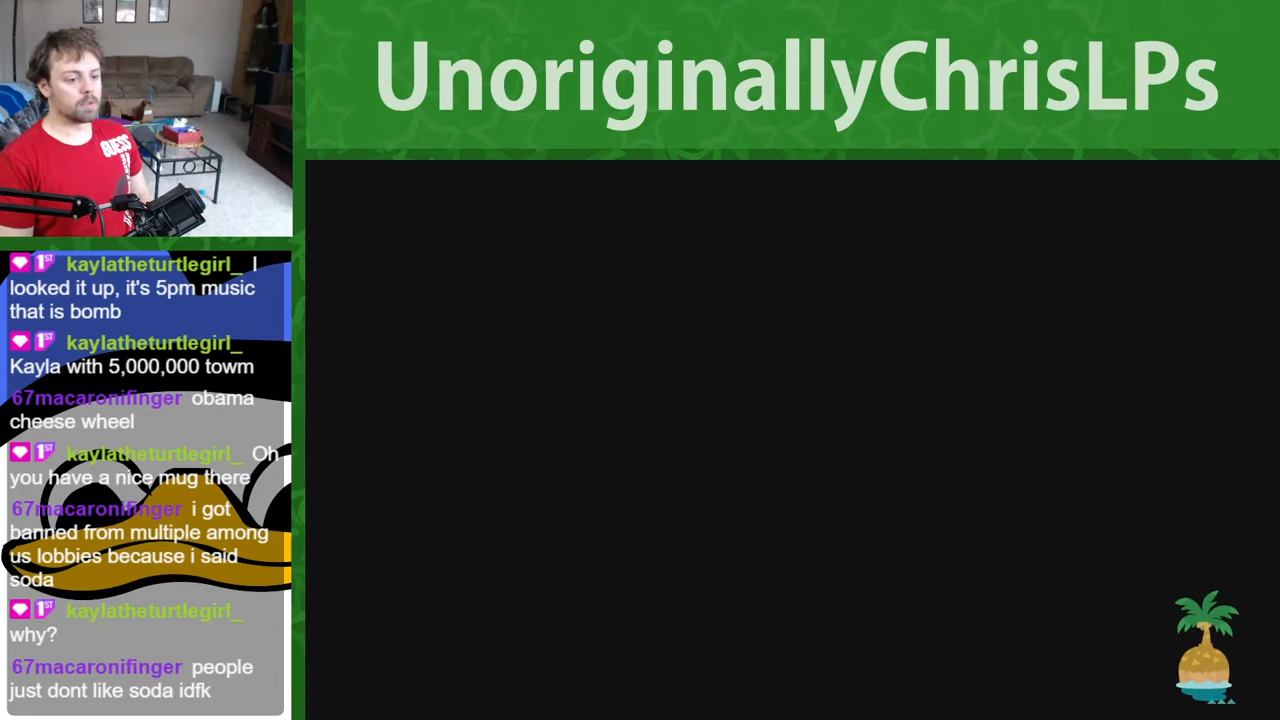 UnoriginallyChrisLPs
GUESS
kaylatheturtlegirl_ I
looked it up, it's 5pm music
that is bomb
kaylatheturtlegirl_
Kayla with 5,000,000 towm
67macaronifinger obama
cheese wheel
kaylatheturtlegirl_ Oh
you have a nice mug there
67macaronifinger i got
banned from multiple among
us lobbies because i said
soda
kaylatheturtlegirl_
why?
67macaronifinger people
just dont like soda idfk